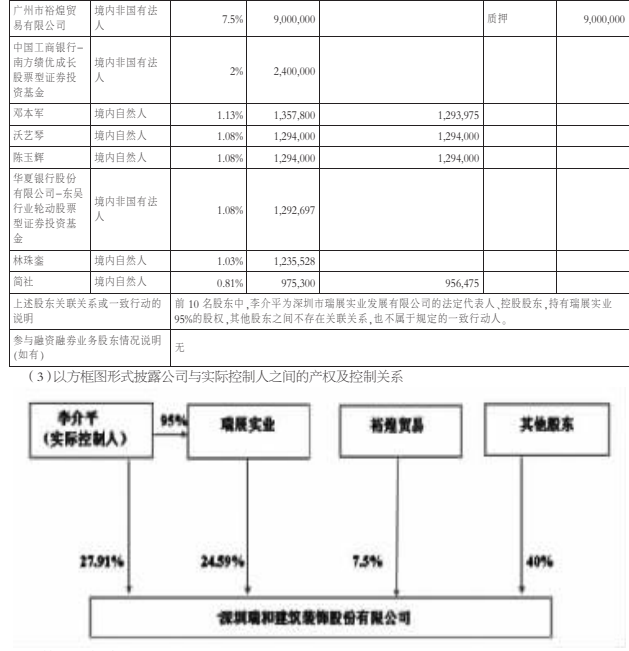 广州市裕煌贸
易有限公司
境内非国有法
人
7.5%
9,000,000
质押
9,000,000
中国工商银行－
南方绩优成长
股票型证券投
资基金
境内非国有法
人
2%
2,400,000
邓本军
境内自然人
1.13%
1,357,800
1,293,975
沃艺琴
境内自然人
1.08%
1,294,000
1,294,000
陈玉辉
境内自然人
1.08%
1,294,000
1,294,000
华夏银行股份
有限公司－东吴
行业轮动股票
型证券投资基
金
境内非国有法
人
1.08%
1,292,697
林珠銮
境内自然人
1.03%
1,235,528
简社
境内自然人
0.81%
975,300
956,475
上述股东关联关系或一致行动的
说明
前 10 名股东中,李介平为深圳市瑞展实业发展有限公司的法定代表人,控股股东,持有瑞展实业
95%的股权,其他股东之间不存在关联关系,也不属于规定的一致行动人。
参与融资融券业务股东情况说明
(如有)
无
（3）以方框图形式披露公司与实际控制人之间的产权及控制关系
李介平
（实际控制人）
95%
瑞展实业
裕煌贸易
其他股东
27.91%
24.59%
7.5%
40%
深圳瑞和建筑装饰股份有限公司